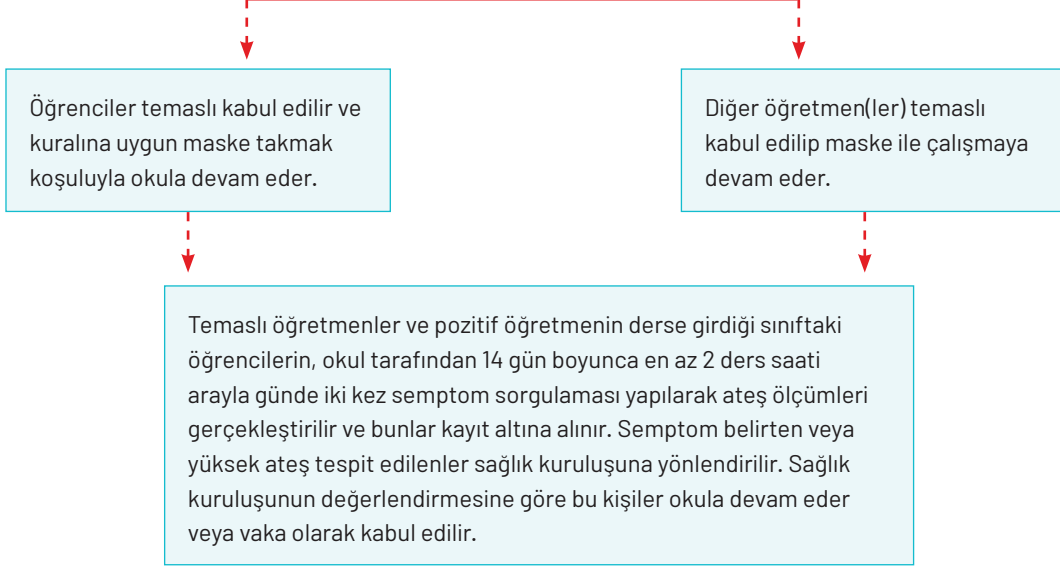 Öğrenciler temaslı kabul edilir ve
kuralına uygun maske takmak
koşuluyla okula devam eder.
Diğer öğretmen(ler) temaslı
kabul edilip maske ile çalışmaya
devam eder.
Temaslı öğretmenler ve pozitif öğretmenin derse girdiği sınıftaki
öğrencilerin, okul tarafından 14 gün boyunca en az 2 ders saati
arayla günde iki kez semptom sorgulaması yapılarak ateş ölçümleri
gerçekleştirilir ve bunlar kayıt altına alınır. Semptom belirten veya
yüksek ateş tespit edilenler sağlık kuruluşuna yönlendirilir. Sağlık
kuruluşunun değerlendirmesine göre bu kişiler okula devam eder
veya vaka olarak kabul edilir.